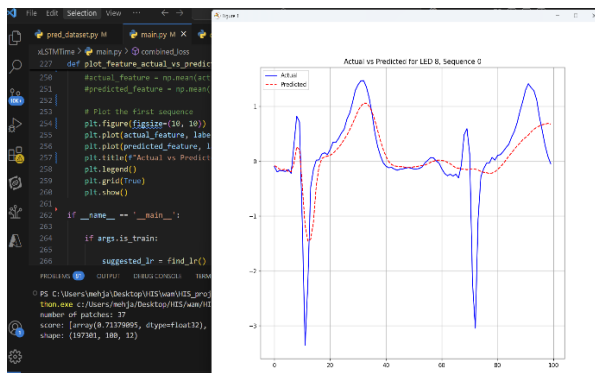 File Edit Selection View ...
Figure 1
pred_dataset.py main.py M
xLSTMTime > main.py > combined_loss
227 def plot_feature_actual_vs_predic
250 #actual_feature = np.mean(act
251 #predicted_feature = np.mean(
252
253 # Plot the first sequence
254 plt.figure(figsize=(10, 10))
255 plt.plot(actual_feature, labe
256 plt.plot(predicted_feature, l
257 plt.title(f"Actual vs Predict
258 plt.legend()
259 plt.grid(True)
260 plt.show()
261
262 if __name__ == '__main__':
263
264 if args.is_train:
265
266 suggested_lr = find_lr()
PROBLEMS OUTPUT DEBUG CONSOLE TERM
PS C:\Users\mehja\Desktop\HIS\wam\HIS_proj
thon.exe c:/Users/mehja/Desktop/HIS/wam/HIS
number of patches: 37
score: [array(0.71379095, dtype=float32),
shape: (197301, 100, 12)
Actual vs Predicted for LED 8, Sequence 0
Actual
Predicted
1
0
−1
−2
−3
0 20 40 60 80 100